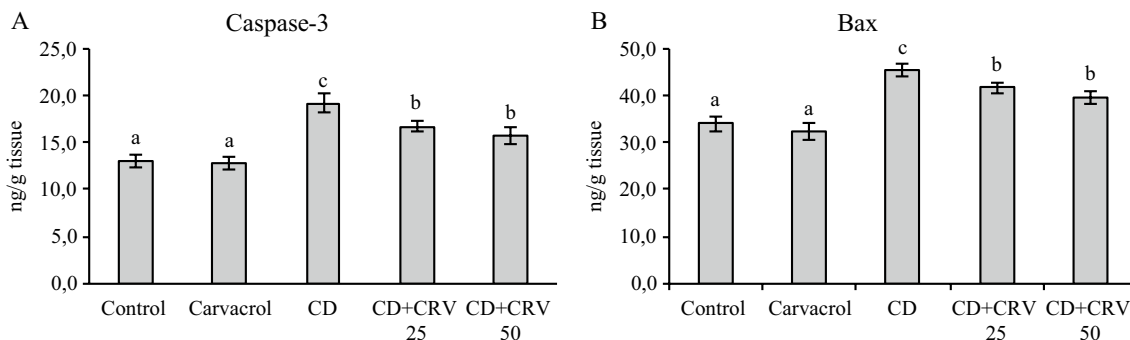 A
Caspase-3
ng/g tissue
25,0
20,0
15,0
10,0
5,0
0,0
a
a
c
b
b
Control
Carvacrol
CD
CD+CRV
25
CD+CRV
50
B
Bax
ng/g tissue
50,0
40,0
30,0
20,0
10,0
0,0
a
a
c
b
b
Control
Carvacrol
CD
CD+CRV
25
CD+CRV
50